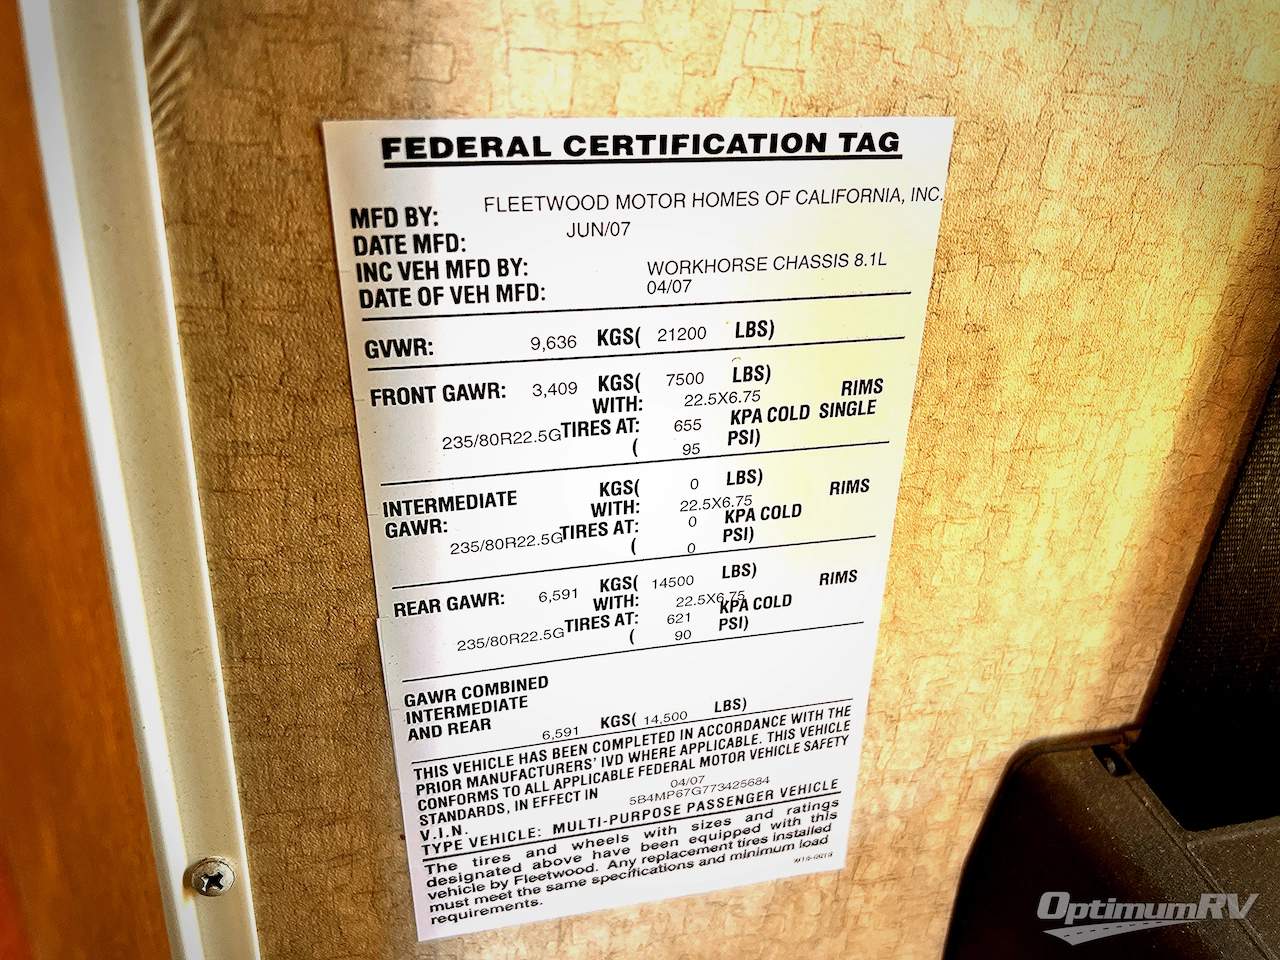 FEDERAL CERTIFICATION TAG
MFD BY: FLEETWOOD MOTOR HOMES OF CALIFORNIA, INC.
DATE MFD: JUN/07
INC VEH MFD BY: WORKHORSE CHASSIS 8.1L
DATE OF VEH MFD: 04/07
GVWR: 9,636 KGS( 21200 LBS)
FRONT GAWR: 3,409 KGS( 7500 LBS)
WITH: 22.5X6.75 RIMS
235/80R22.5G TIRES AT: 655 KPA COLD SINGLE
( 95 PSI)
INTERMEDIATE KGS( 0 LBS)
GAWR: WITH: 22.5X6.75 RIMS
235/80R22.5G TIRES AT: 0 KPA COLD
( 0 PSI)
REAR GAWR: 6,591 KGS( 14500 LBS)
WITH: 22.5X6.75 RIMS
235/80R22.5G TIRES AT: 621 KPA COLD
( 90 PSI)
GAWR COMBINED
INTERMEDIATE
AND REAR 6,591 KGS( 14,500 LBS)
THIS VEHICLE HAS BEEN COMPLETED IN ACCORDANCE WITH THE
PRIOR MANUFACTURERS' IVD WHERE APPLICABLE. THIS VEHICLE
CONFORMS TO ALL APPLICABLE FEDERAL MOTOR VEHICLE SAFETY
STANDARDS, IN EFFECT IN 04/07
V.I.N. 5B4MP67G773425684
TYPE VEHICLE: MULTI-PURPOSE PASSENGER VEHICLE
The tires and wheels with sizes and ratings
designated above have been equipped with this
vehicle by Fleetwood. Any replacement tires installed
must meet the same specifications and minimum load
requirements.
OptimumRV